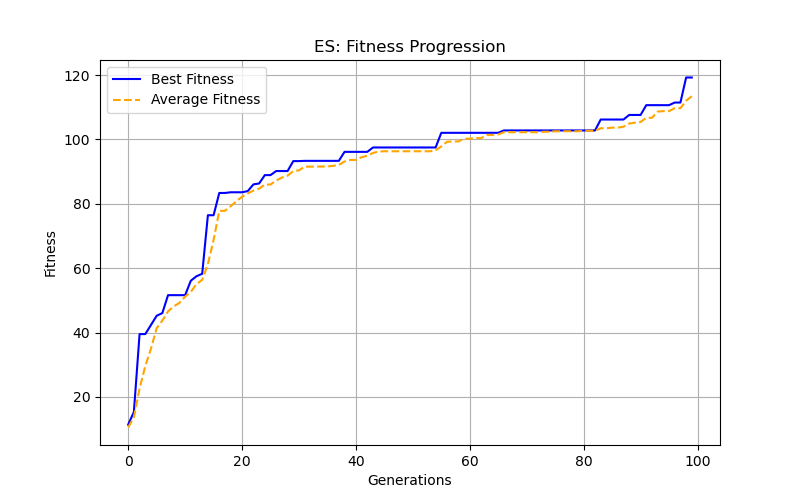 ES: Fitness Progression
Best Fitness
Average Fitness
Fitness
120
100
80
60
40
20
0 20 40 60 80 100
Generations